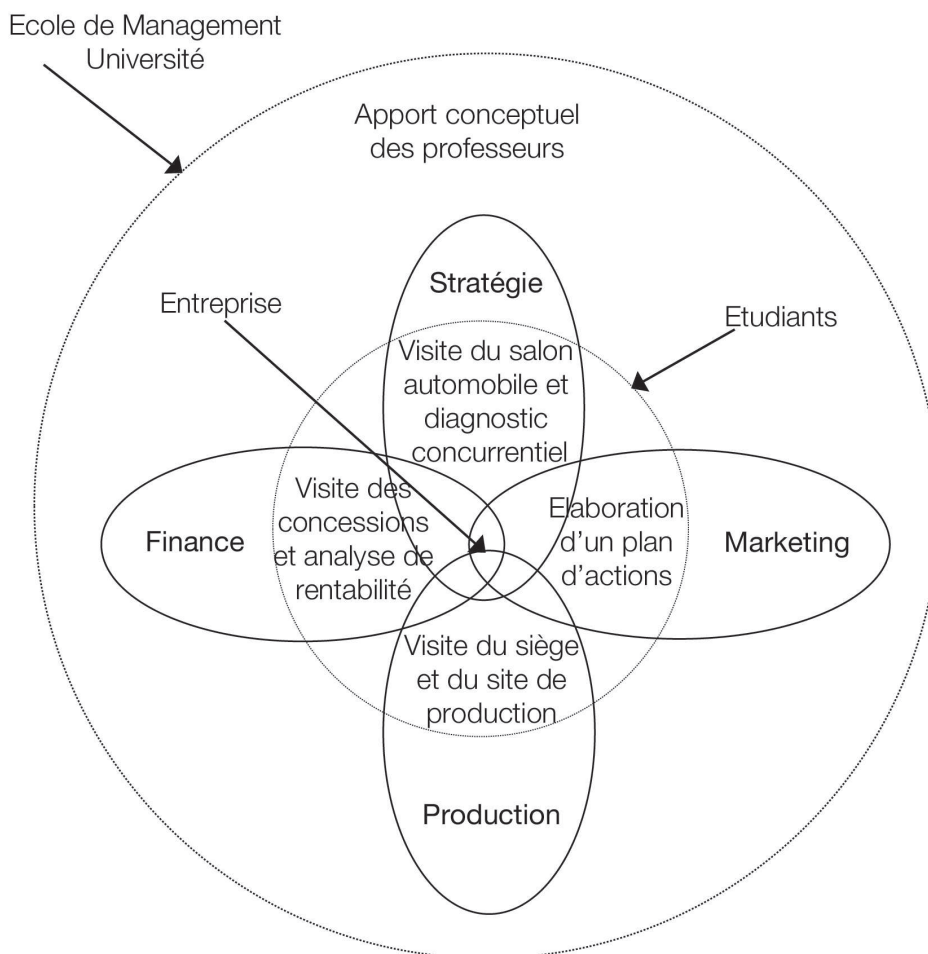 Ecole de Management
Université
Apport conceptuel
des professeurs
Stratégie
Entreprise
Etudiants
Visite du salon
automobile et
diagnostic
concurrentiel
Visite des
concessions
et analyse de
rentabilité
Finance
Elaboration
d'un plan
d'actions
Marketing
Visite du siège
et du site de
production
Production